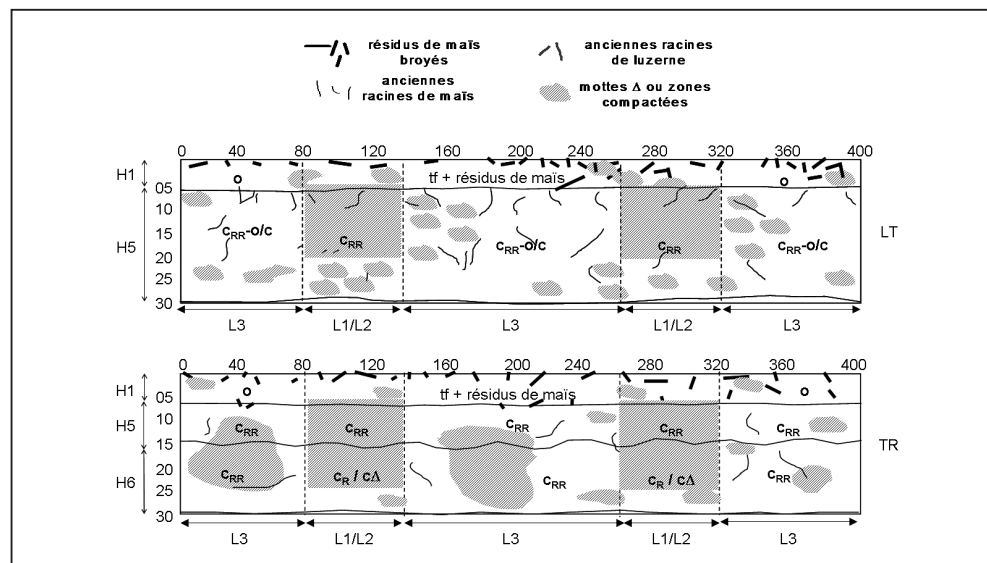 résidus de maïs
broyés
anciennes racines
de luzerne
anciennes
racines de maïs
mottes Δ ou zones
compactées
0 40 80 120 160 200 240 280 320 360 400
H1
o
tf + résidus de maïs
o
05
10
H5
15
20
25
30
CRR-o/c
CRR
CRR-o/c
CRR
CRR-o/c
LT
L3 L1/L2 L3 L1/L2 L3
0 40 80 120 160 200 240 280 320 360 400
H1
o
tf + résidus de maïs
o
05
H5
10
15
CRR
CRR
CRR
CRR
CRR
TR
H6
20
25
30
CRR
CR / CΔ
CRR
CR / CΔ
CRR
L3 L1/L2 L3 L1/L2 L3